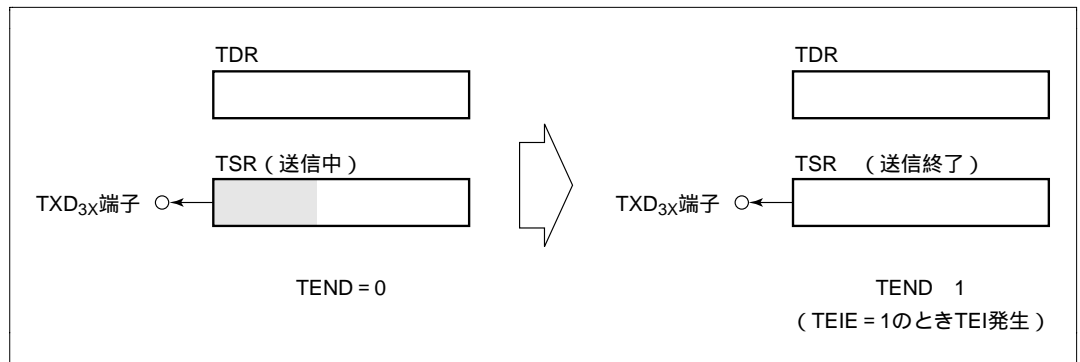 TDR
TSR（送信中）
TXD3X端子
TEND = 0
TDR
TSR （送信終了）
TXD3X端子
TEND 1
（TEIE = 1のときTEI発生）